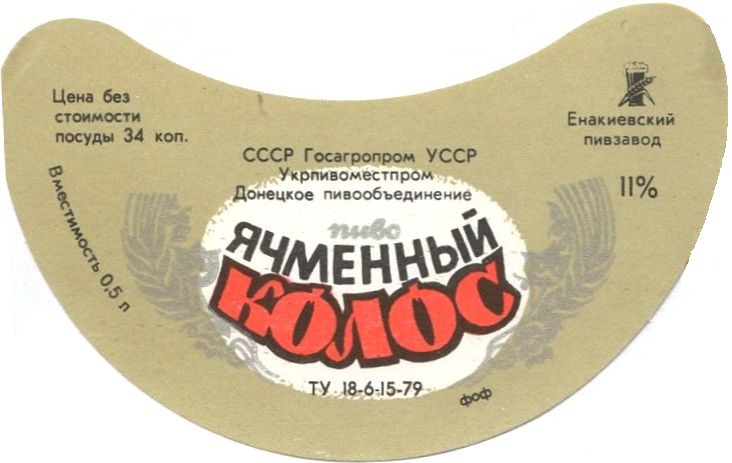 Цена без
стоимости
посуды 34 коп.
Вместимость 0,5 л
Енакиевский
пивзавод
11%
СССР Госагропром УССР
Укрпивоместпром
Донецкое пивообъединение
пиво
ЯЧМЕННЫЙ
КОЛОС
ТУ 18-6-15-79
фоф